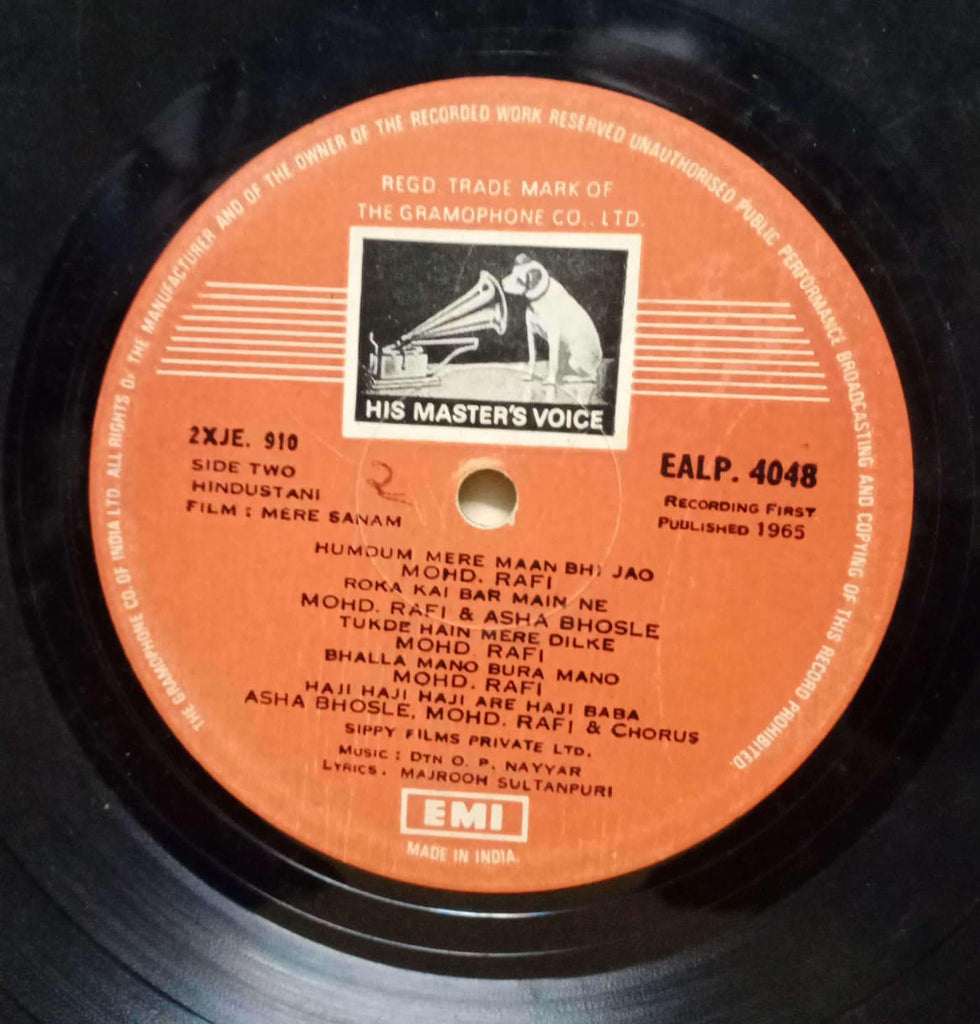 THE GRAMOPHONE CO. OF INDIA LTD. ALL RIGHTS OF THE MANUFACTURER AND OF THE OWNER OF THE RECORDED WORK RESERVED UNAUTHORISED PUBLIC PERFORMANCE BROADCASTING AND COPYING OF THIS RECORD PROHIBITED.
REGD. TRADE MARK OF
THE GRAMOPHONE CO., LTD.
HIS MASTER'S VOICE
2XJE. 910
SIDE TWO
HINDUSTANI
FILM : MERE SANAM
2
EALP. 4048
RECORDING FIRST
PUBLISHED 1965
HUMDUM MERE MAAN BHI JAO
MOHD. RAFI
ROKA KAI BAR MAIN NE
MOHD. RAFI & ASHA BHOSLE
TUKDE HAIN MERE DILKE
MOHD. RAFI
BHALLA MANO BURA MANO
MOHD. RAFI
HAJI HAJI HAJI ARE HAJI BABA
ASHA BHOSLE, MOHD. RAFI & CHORUS
SIPPY FILMS PRIVATE LTD.
MUSIC : DTN O. P. NAYYAR
LYRICS. MAJROOH SULTANPURI
EMI
MADE IN INDIA.